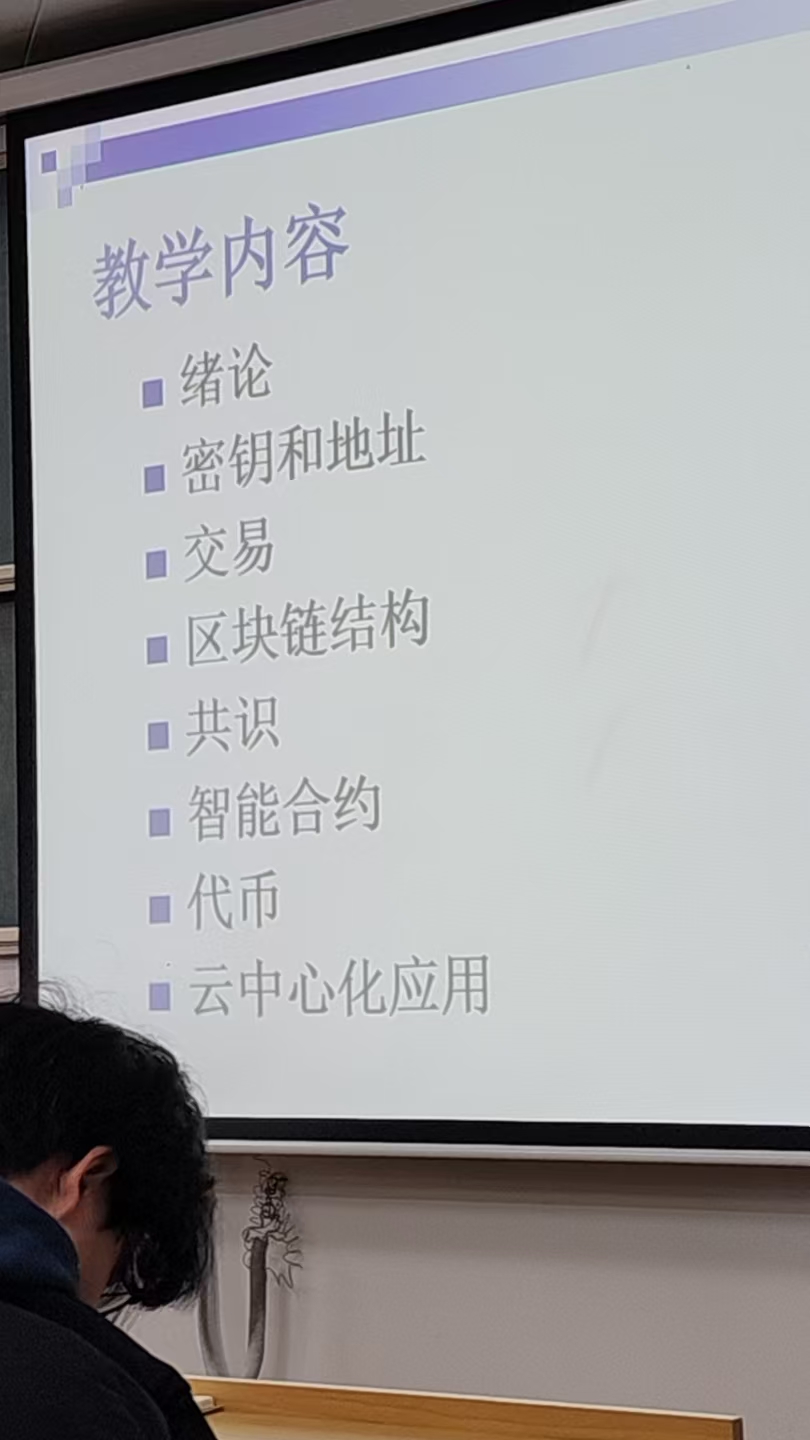 教学内容
绪论
密钥和地址
交易
区块链结构
共识
智能合约
代币
云中心化应用